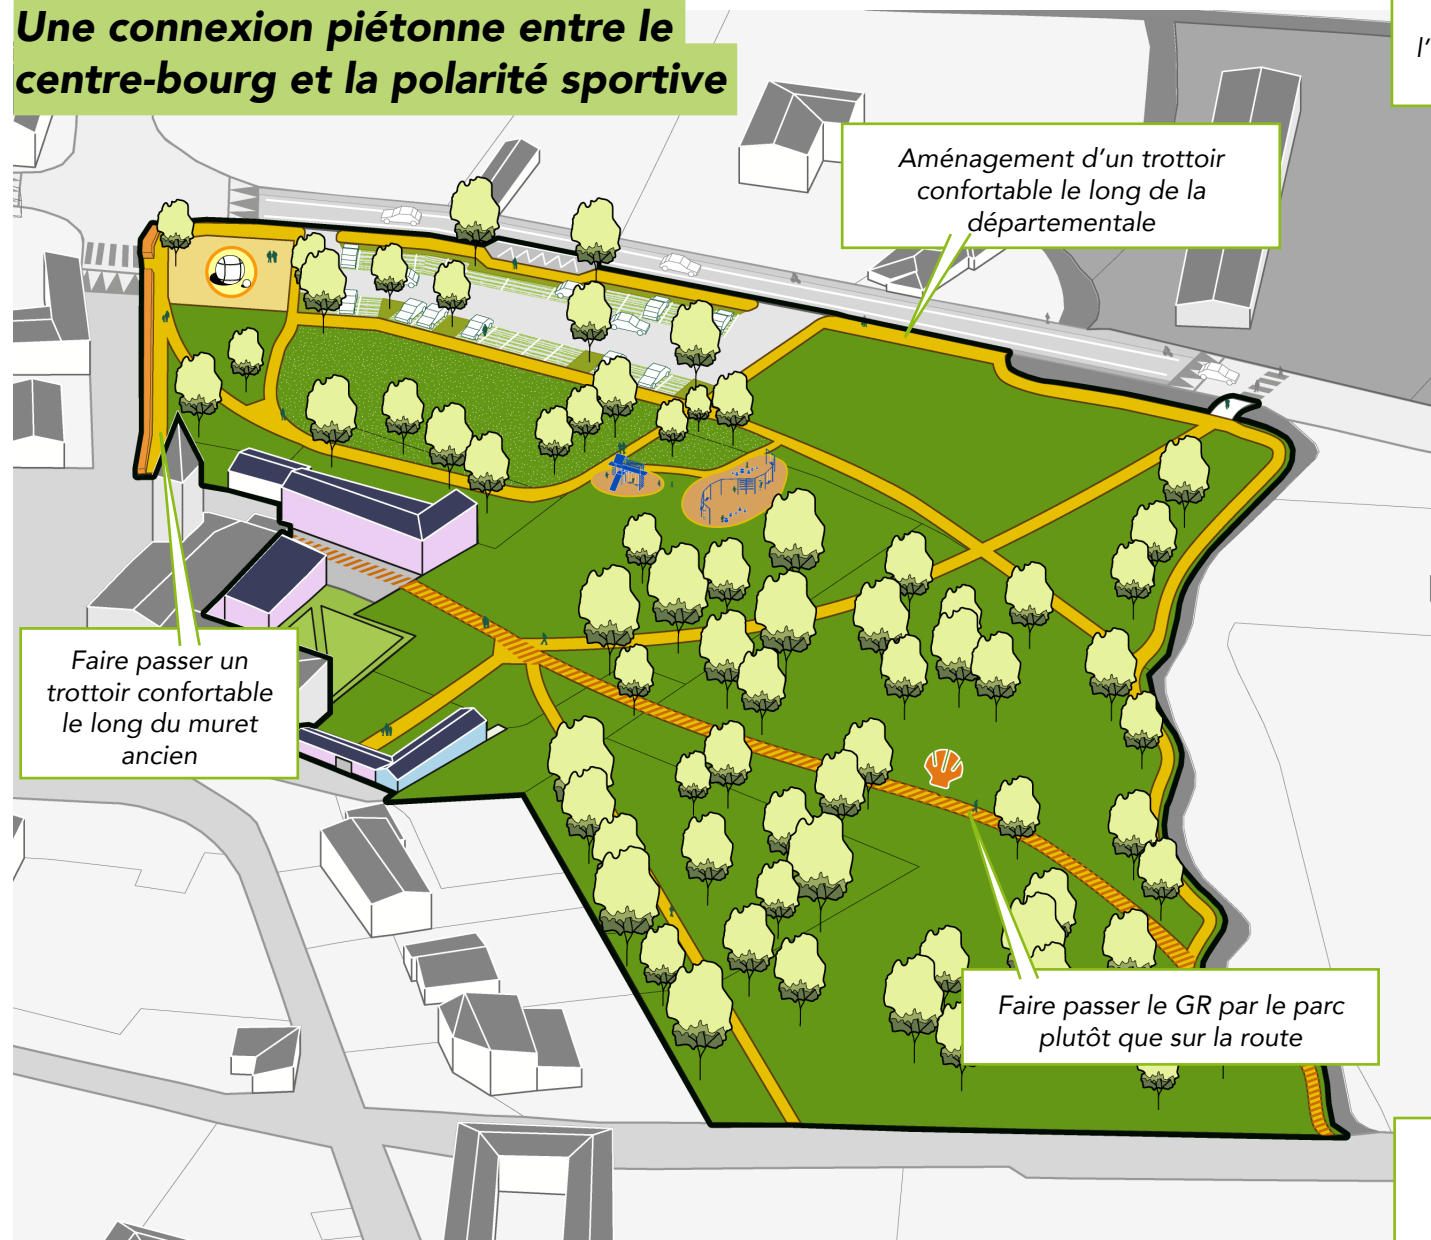 Une connexion piétonne entre le
centre-bourg et la polarité sportive
l'
Aménagement d'un trottoir
confortable le long de la
départementale
Faire passer un
trottoir confortable
le long du muret
ancien
Faire passer le GR par le parc
plutôt que sur la route